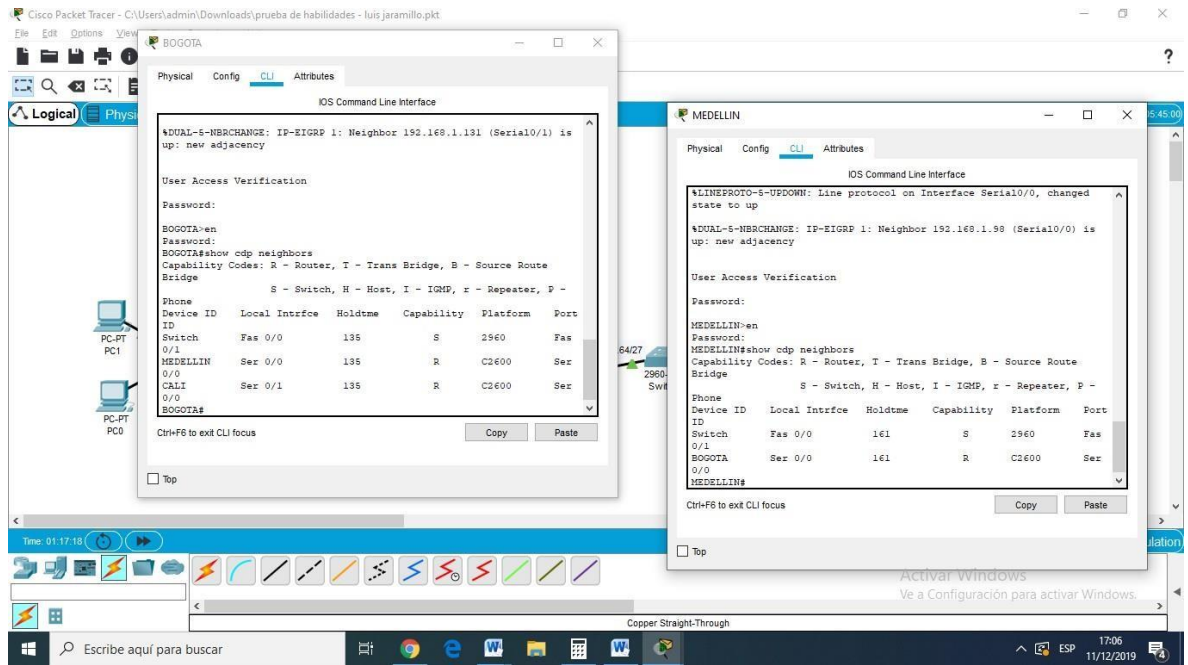 Cisco Packet Tracer - C:\Users\admin\Downloads\prueba de habilidades - luis jaramillo.pkt
File Edit Options View
BOGOTA
Physical Config CLI Attributes
IOS Command Line Interface
%DUAL-5-NBRCHANGE: IP-EIGRP 1: Neighbor 192.168.1.131 (Serial0/1) is
up: new adjacency
User Access Verification
Password:
BOGOTA>en
Password:
BOGOTA#show cdp neighbors
Capability Codes: R - Router, T - Trans Bridge, B - Source Route
Bridge
S - Switch, H - Host, I - IGMP, r - Repeater, P -
Phone
Device ID Local Intrfce Holdtme Capability Platform Port
ID
Switch Fas 0/0 135 S 2960 Fas
0/1
MEDELLIN Ser 0/0 135 R C2600 Ser
0/0
CALI Ser 0/1 135 R C2600 Ser
0/0
BOGOTA#
Ctrl+F6 to exit CLI focus
Copy Paste
Top
Logical
Physi
PC-PT
PC1
PC-PT
PC0
64/27
2960-
Swit
5:45:00
MEDELLIN
Physical Config CLI Attributes
IOS Command Line Interface
%LINEPROTO-5-UPDOWN: Line protocol on Interface Serial0/0, changed
state to up
%DUAL-5-NBRCHANGE: IP-EIGRP 1: Neighbor 192.168.1.98 (Serial0/0) is
up: new adjacency
User Access Verification
Password:
MEDELLIN>en
Password:
MEDELLIN#show cdp neighbors
Capability Codes: R - Router, T - Trans Bridge, B - Source Route
Bridge
S - Switch, H - Host, I - IGMP, r - Repeater, P -
Phone
Device ID Local Intrfce Holdtme Capability Platform Port
ID
Switch Fas 0/0 161 S 2960 Fas
0/1
BOGOTA Ser 0/0 161 R C2600 Ser
0/0
MEDELLIN#
Ctrl+F6 to exit CLI focus
Copy Paste
Top
Time: 01:17:18
ulation
Activar Windows
Ve a Configuración para activar Windows.
Copper Straight-Through
Escribe aquí para buscar
ESP
17:06
11/12/2019
4